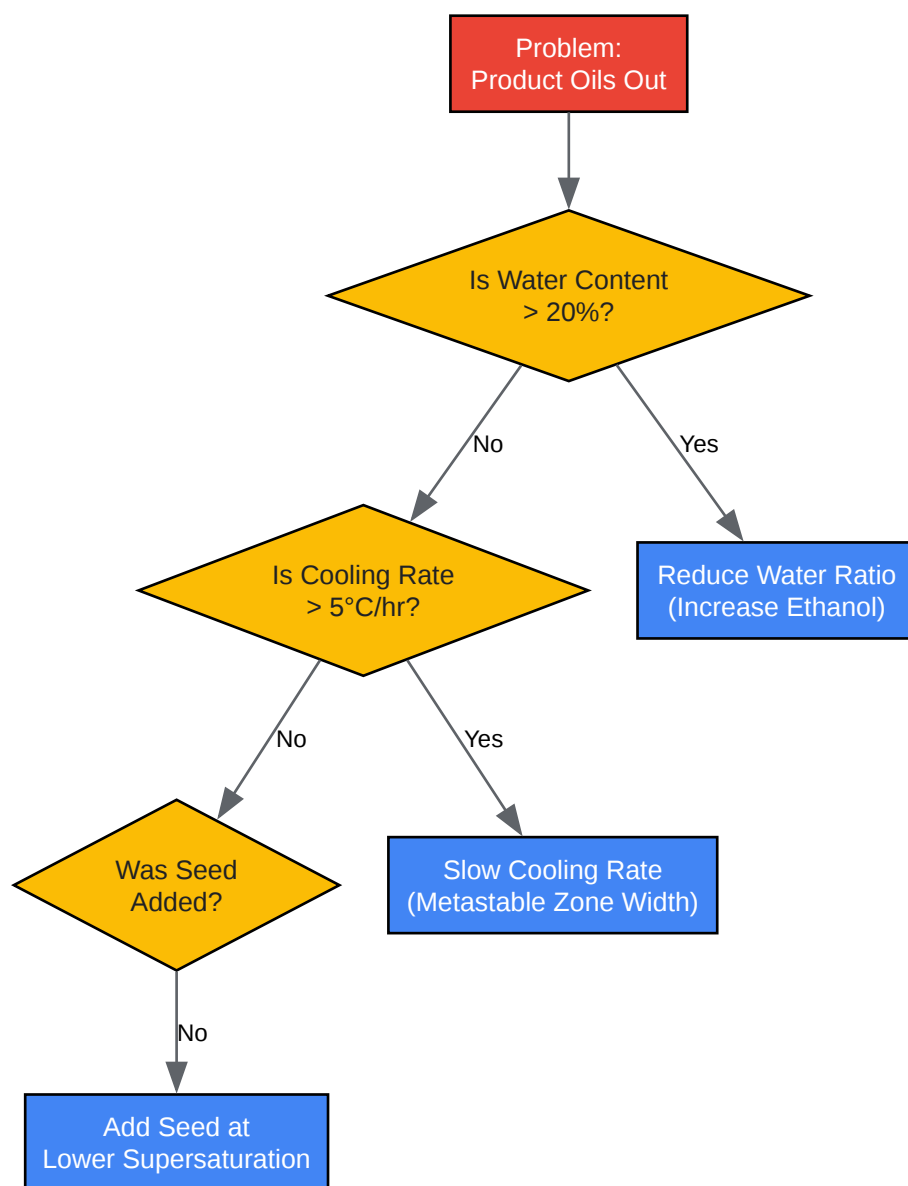 Problem:
Product Oils Out
Is Water Content
> 20%?
No
Yes
Is Cooling Rate
> 5°C/hr?
Reduce Water Ratio
(Increase Ethanol)
No
Yes
Was Seed
Added?
Slow Cooling Rate
(Metastable Zone Width)
No
Add Seed at
Lower Supersaturation